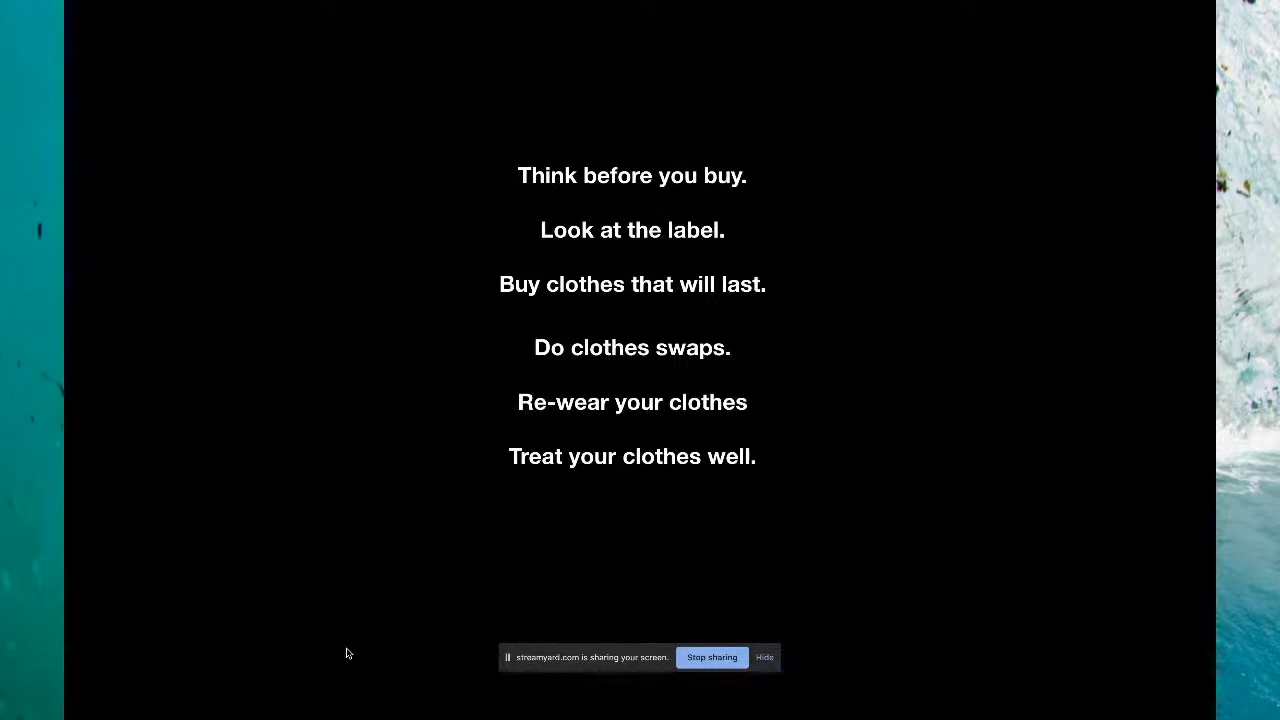 Think before you buy.
Look at the label.
Buy clothes that will last.
Do clothes swaps.
Re-wear your clothes
Treat your clothes well.
streamyard.com is sharing your screen. Stop sharing Hide